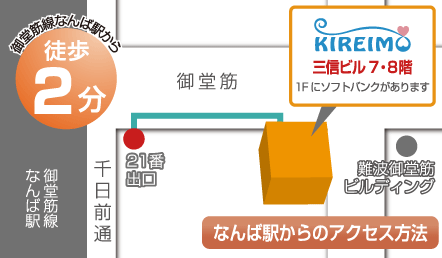 御堂筋線なんば駅から
徒歩
2分
KIREIMO
三信ビル 7・8階
1Fにソフトバンクがあります
御堂筋
21番
出口
難波御堂筋
ビルディング
千日前通
御堂筋線
なんば駅
なんば駅からのアクセス方法